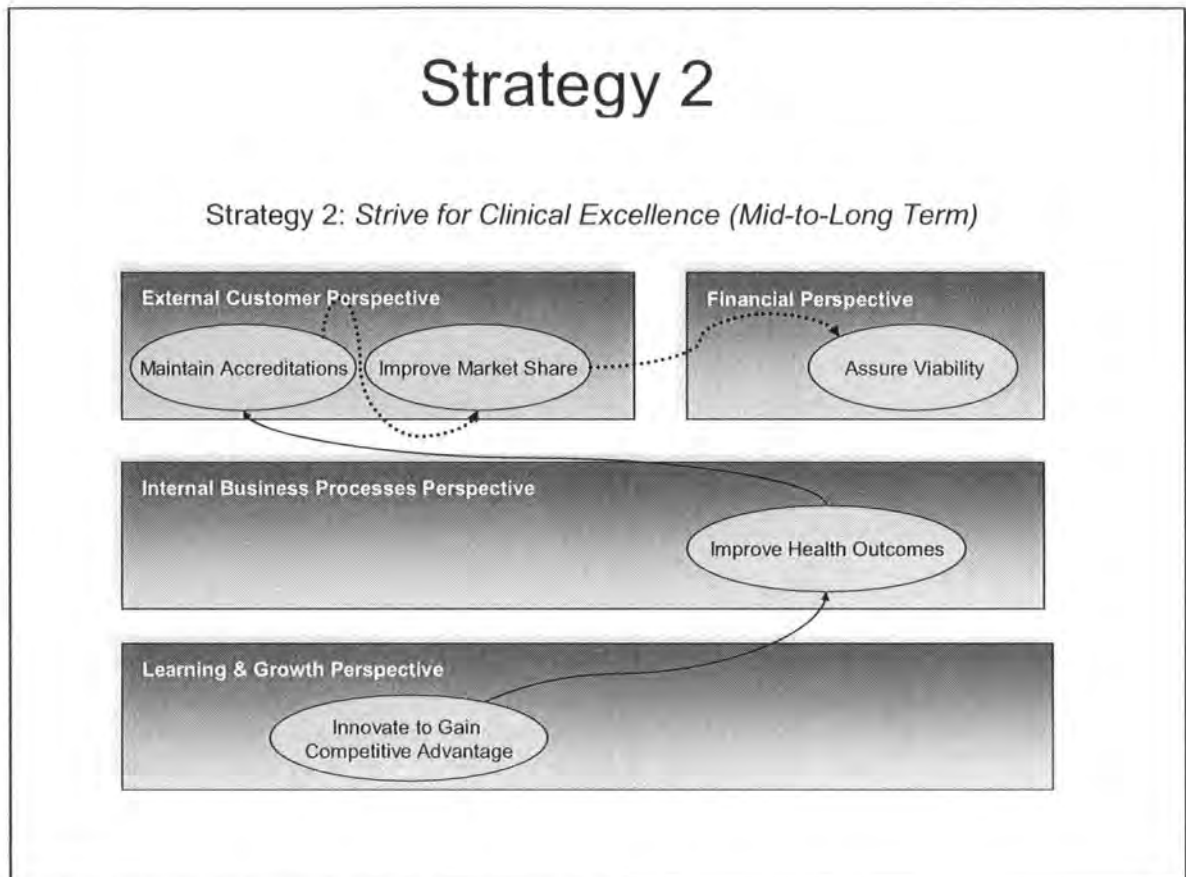 Strategy 2
Strategy 2: Strive for Clinical Excellence (Mid-to-Long Term)
External Customer Perspective
Financial Perspective
Maintain Accreditations
Improve Market Share
Assure Viability
Internal Business Processes Perspective
Improve Health Outcomes
Learning & Growth Perspective
Innovate to Gain
Competitive Advantage